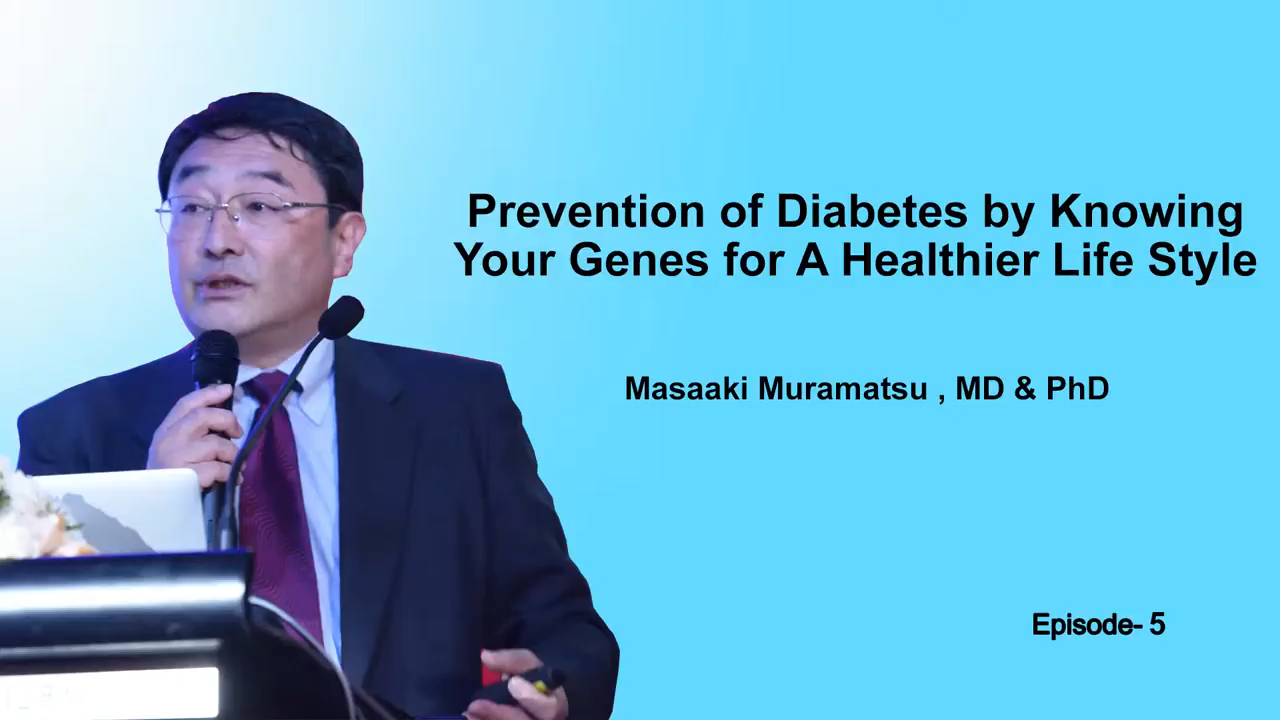 Prevention of Diabetes by Knowing
Your Genes for A Healthier Life Style
Masaaki Muramatsu , MD & PhD
Episode- 5